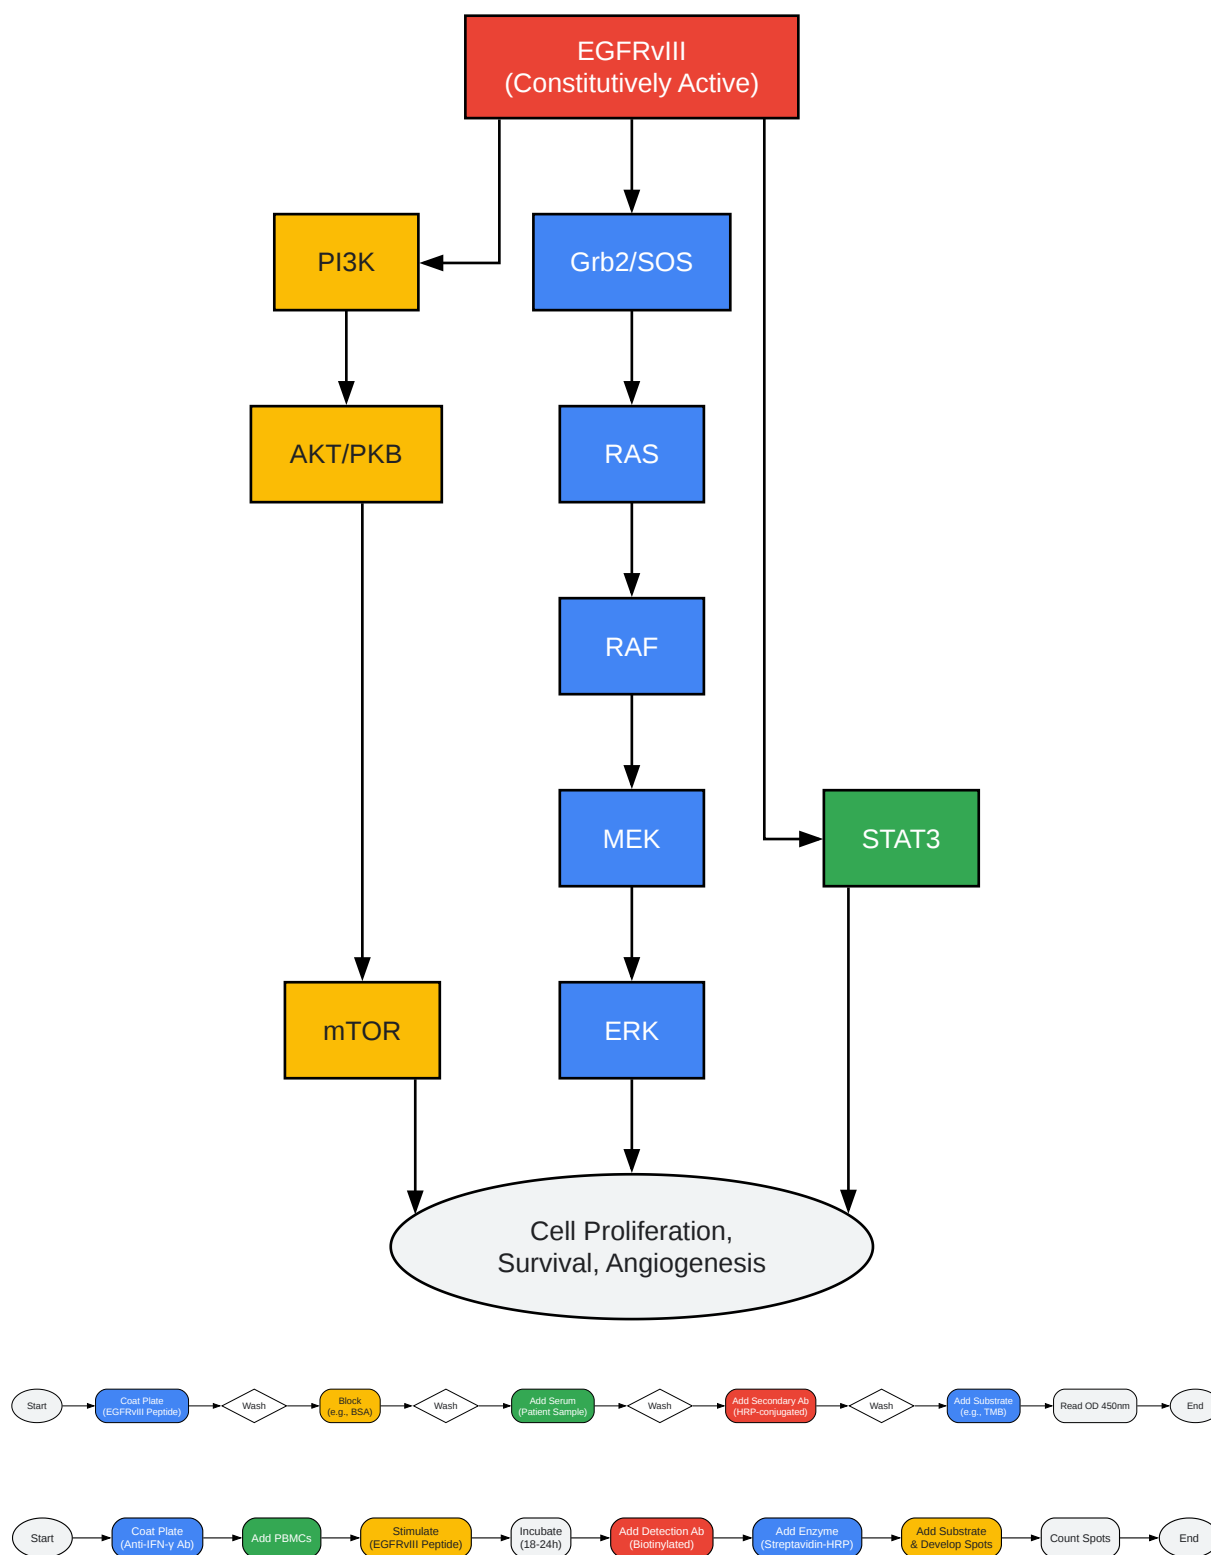 EGFRvIII
(Constitutively Active)
PI3K
Grb2/SOS
AKT/PKB
RAS
RAF
MEK
STAT3
mTOR
ERK
Cell Proliferation,
Survival, Angiogenesis
Start
Coat Plate
(EGFRvIII Peptide)
Wash
Block
(e.g., BSA)
Wash
Add Serum
(Patient Sample)
Wash
Add Secondary Ab
(HRP-conjugated)
Wash
Add Substrate
(e.g., TMB)
Read OD 450nm
End
Start
Coat Plate
(Anti-IFN-γ Ab)
Add PBMCs
Stimulate
(EGFRvIII Peptide)
Incubate
(18-24h)
Add Detection Ab
(Biotinylated)
Add Enzyme
(Streptavidin-HRP)
Add Substrate
& Develop Spots
Count Spots
End